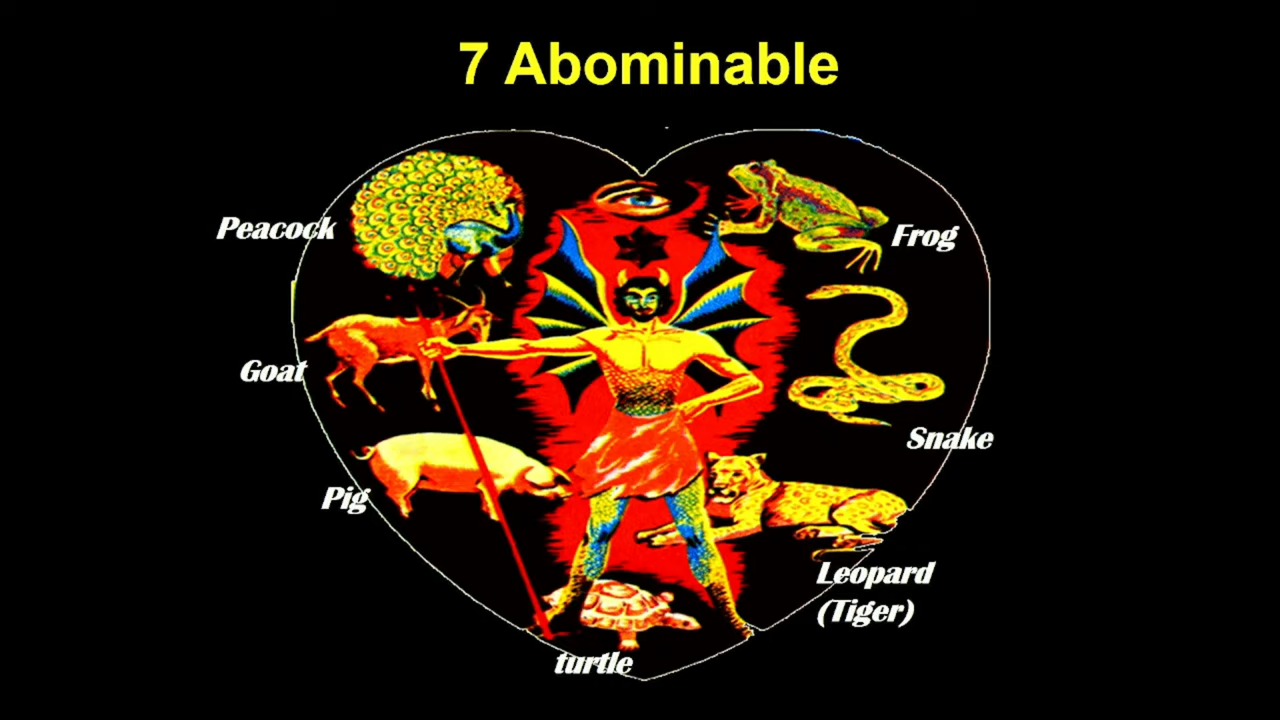 7 Abominable
Peacock
Frog
Goat
Snake
Pig
Leopard
(Tiger)
turtle